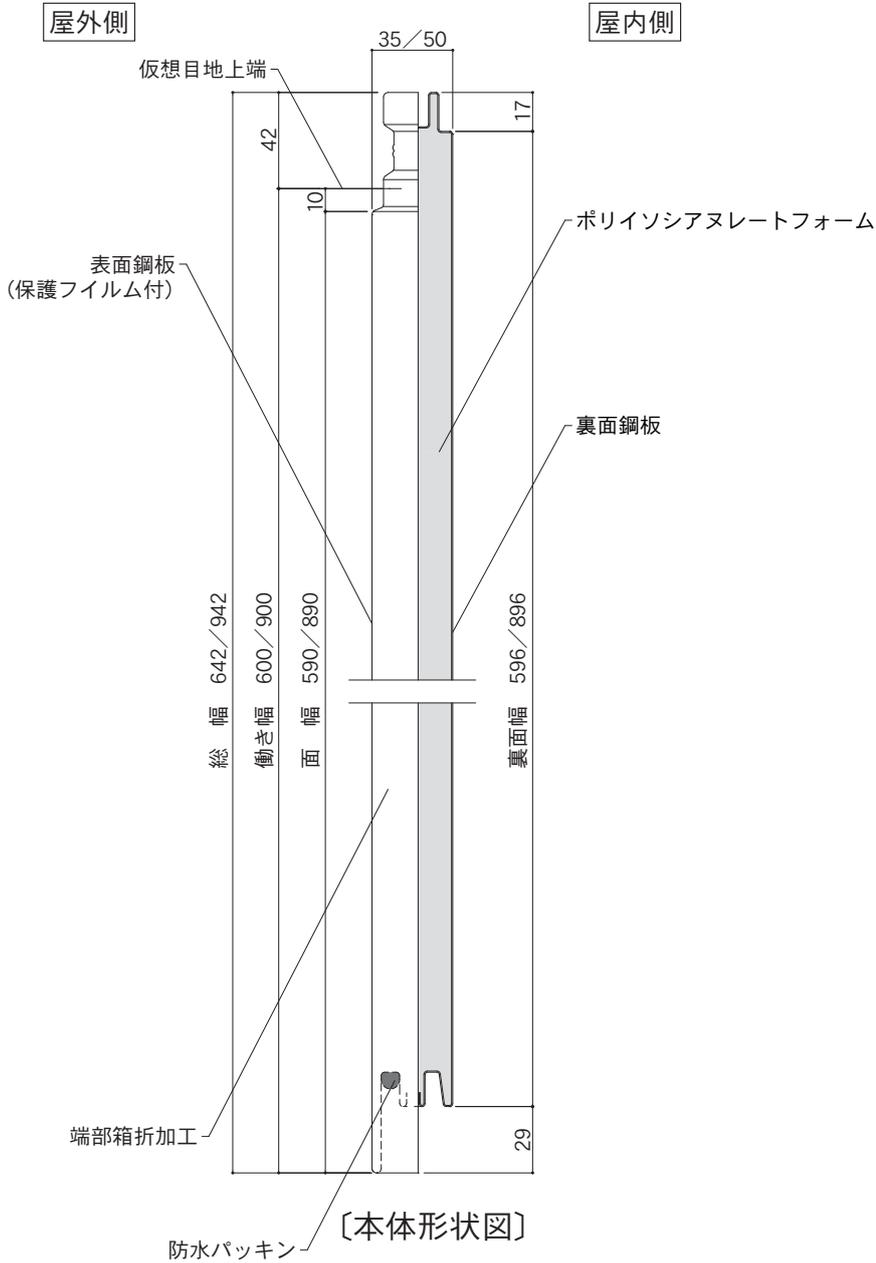 屋外側
屋内側
35／50
仮想目地上端
42
17
10
ポリイソシアヌレートフォーム
表面鋼板
（保護フイルム付）
裏面鋼板
総　幅　642／942
働き幅　600／900
面　幅　590／890
裏面幅　596／896
端部箱折加工
29
〔本体形状図〕
防水パッキン